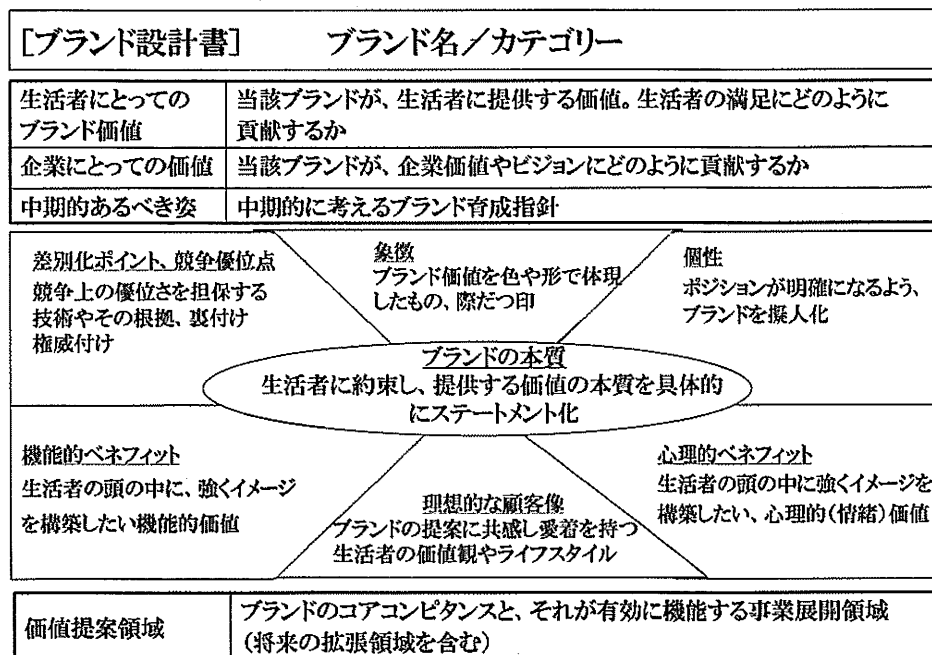 [ブランド設計書]　ブランド名／カテゴリー
生活者にとっての
ブランド価値
当該ブランドが、生活者に提供する価値。生活者の満足にどのように
貢献するか
企業にとっての価値
当該ブランドが、企業価値やビジョンにどのように貢献するか
中期的あるべき姿
中期的に考えるブランド育成指針
差別化ポイント、競争優位点
競争上の優位さを担保する
技術やその根拠、裏付け
権威付け
象徴
ブランド価値を色や形で体現
したもの、際だつ印
個性
ポジションが明確になるよう、
ブランドを擬人化
ブランドの本質
生活者に約束し、提供する価値の本質を具体的
にステートメント化
機能的ベネフィット
生活者の頭の中に、強くイメージ
を構築したい機能的価値
理想的な顧客像
ブランドの提案に共感し愛着を持つ
生活者の価値観やライフスタイル
心理的ベネフィット
生活者の頭の中に強くイメージを
構築したい、心理的(情緒)価値
価値提案領域
ブランドのコアコンピタンスと、それが有効に機能する事業展開領域
(将来の拡張領域を含む)